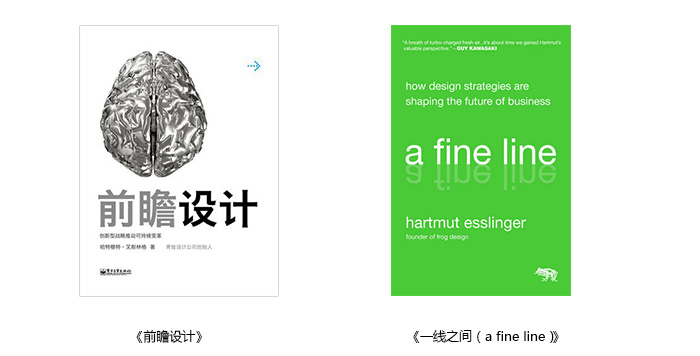 前瞻设计
创新型战略推动可持续变革
哈特穆特·艾斯林格 著 青蛙设计公司创始人
电子工业出版社
《前瞻设计》
"A breath of turbo-charged fresh air...it's about time we gained Hartmut's
valuable perspective."—GUY KAWASAKI
how design strategies are
shaping the future of business
a fine line
hartmut esslinger
founder of frog design
《一线之间（a fine line）》